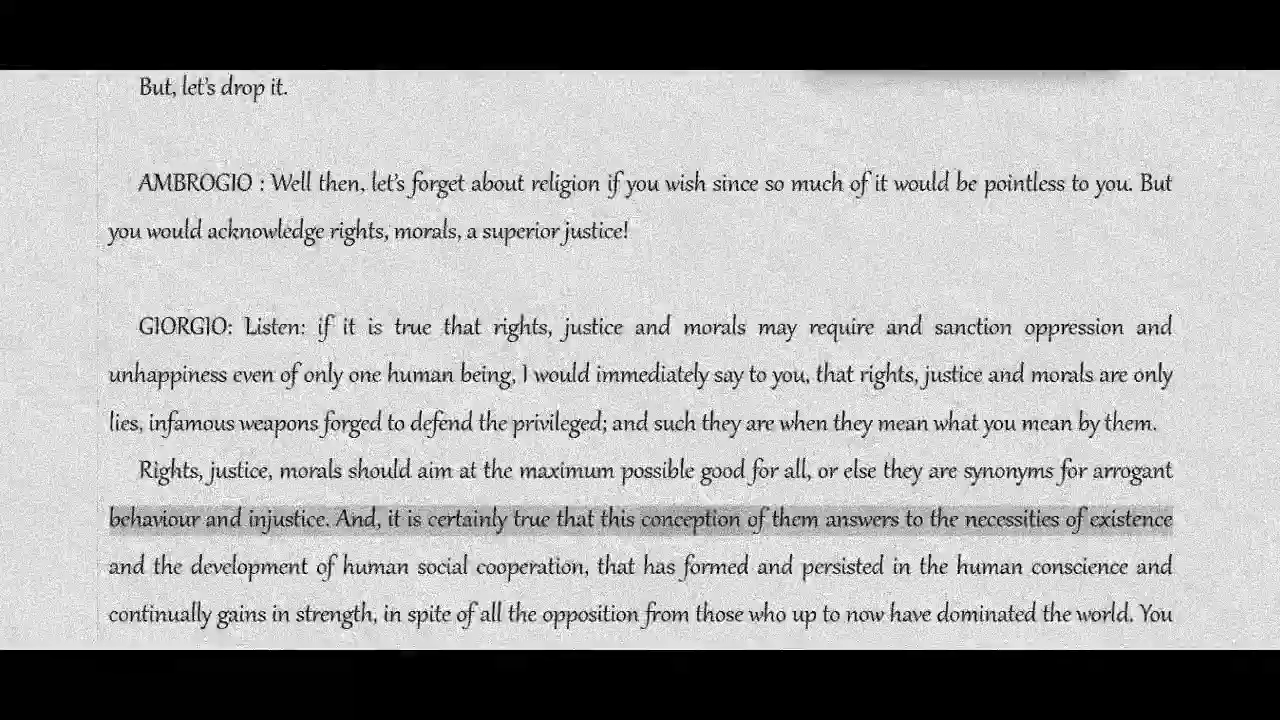 But, let's drop it.
AMBROGIO : Well then, let's forget about religion if you wish since so much of it would be pointless to you. But
you would acknowledge rights, morals, a superior justice!
GIORGIO: Listen: if it is true that rights, justice and morals may require and sanction oppression and
unhappiness even of only one human being, I would immediately say to you, that rights, justice and morals are only
lies, infamous weapons forged to defend the privileged; and such they are when they mean what you mean by them.
Rights, justice, morals should aim at the maximum possible good for all, or else they are synonyms for arrogant
behaviour and injustice. And, it is certainly true that this conception of them answers to the necessities of existence
and the development of human social cooperation, that has formed and persisted in the human conscience and
continually gains in strength, in spite of all the opposition from those who up to now have dominated the world. You